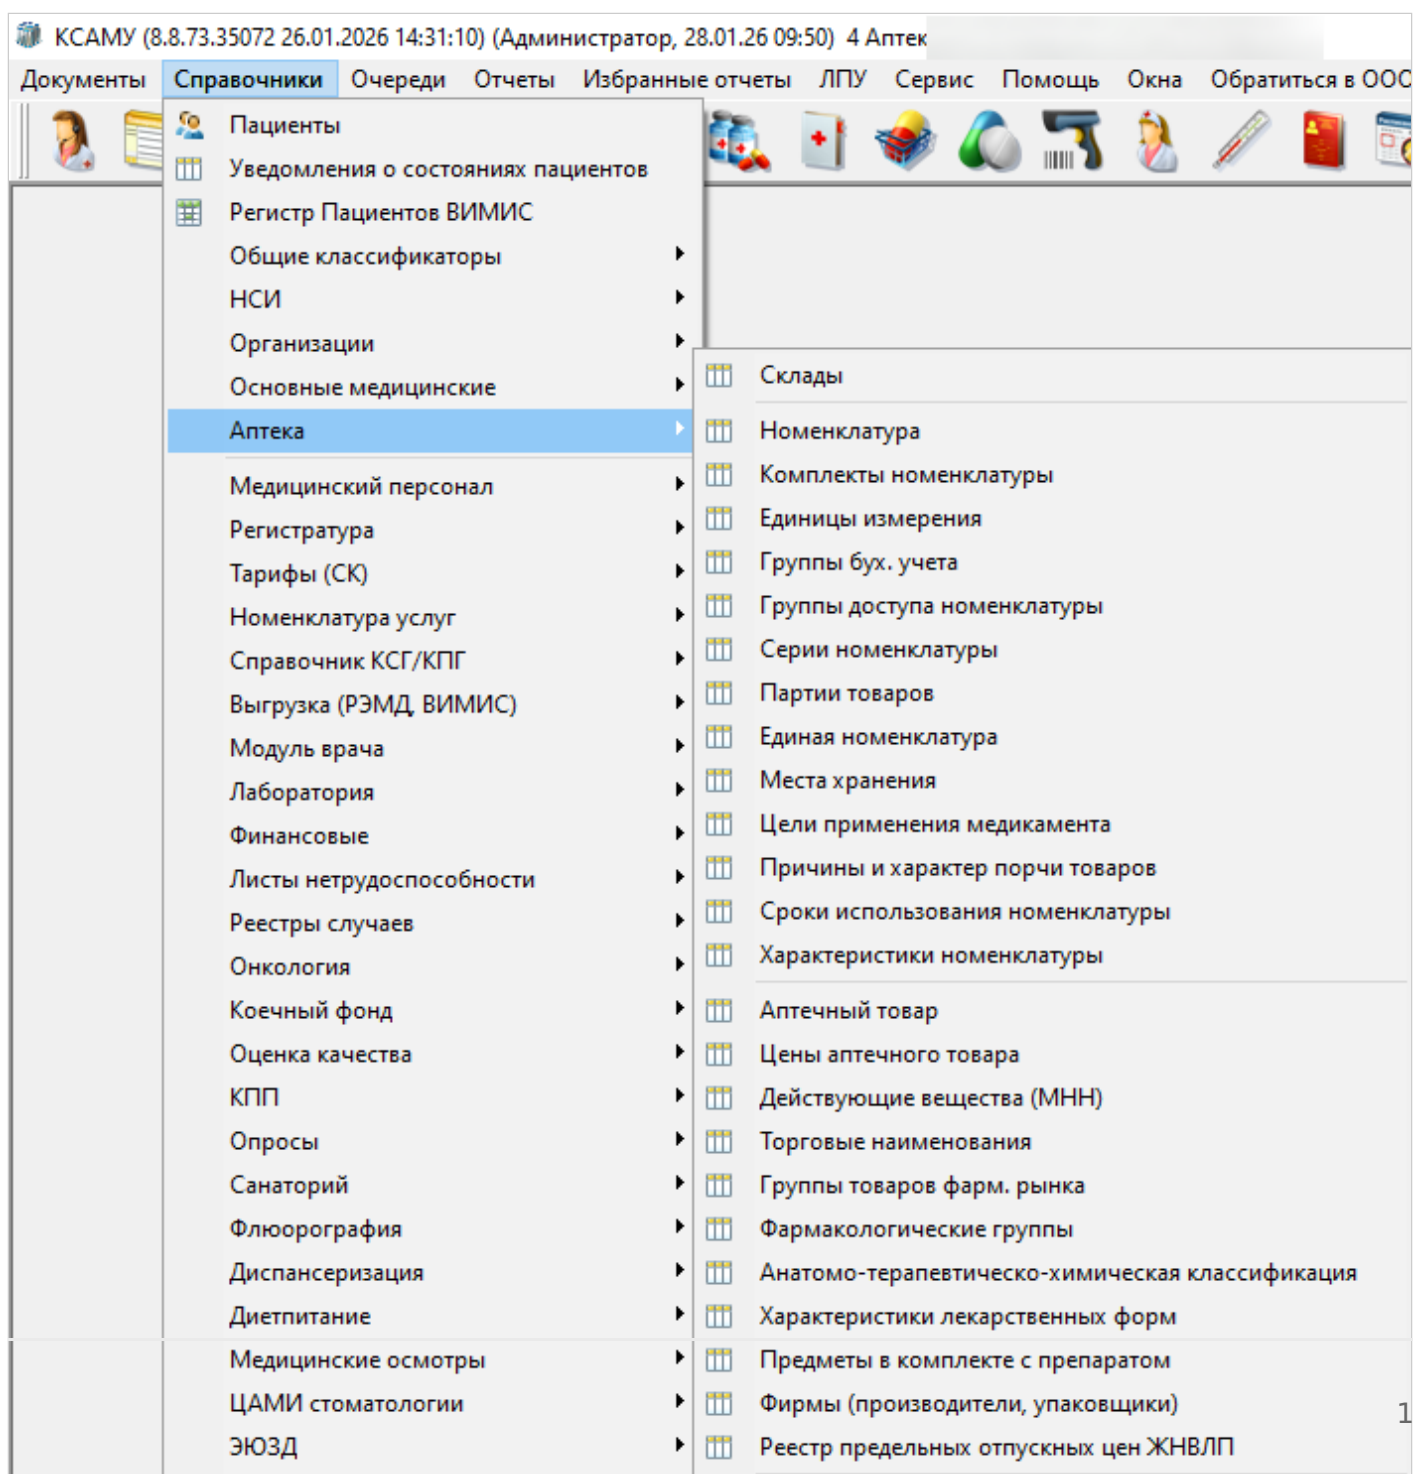 КСАМУ (8.8.73.35072 26.01.2026 14:31:10) (Администратор, 28.01.26 09:50) 4 Аптек
Документы Справочники Очереди Отчеты Избранные отчеты ЛПУ Сервис Помощь Окна Обратиться в ООО
Пациенты
Уведомления о состояниях пациентов
Регистр Пациентов ВИМИС
Общие классификаторы
НСИ
Организации
Основные медицинские
Аптека
Медицинский персонал
Регистратура
Тарифы (СК)
Номенклатура услуг
Справочник КСГ/КПГ
Выгрузка (РЭМД, ВИМИС)
Модуль врача
Лаборатория
Финансовые
Листы нетрудоспособности
Реестры случаев
Онкология
Коечный фонд
Оценка качества
КПП
Опросы
Санаторий
Флюорография
Диспансеризация
Диетпитание
Медицинские осмотры
ЦАМИ стоматологии
ЭЮЗД
Склады
Номенклатура
Комплекты номенклатуры
Единицы измерения
Группы бух. учета
Группы доступа номенклатуры
Серии номенклатуры
Партии товаров
Единая номенклатура
Места хранения
Цели применения медикамента
Причины и характер порчи товаров
Сроки использования номенклатуры
Характеристики номенклатуры
Аптечный товар
Цены аптечного товара
Действующие вещества (МНН)
Торговые наименования
Группы товаров фарм. рынка
Фармакологические группы
Анатомо-терапевтическо-химическая классификация
Характеристики лекарственных форм
Предметы в комплекте с препаратом
Фирмы (производители, упаковщики)
Реестр предельных отпускных цен ЖНВЛП
1